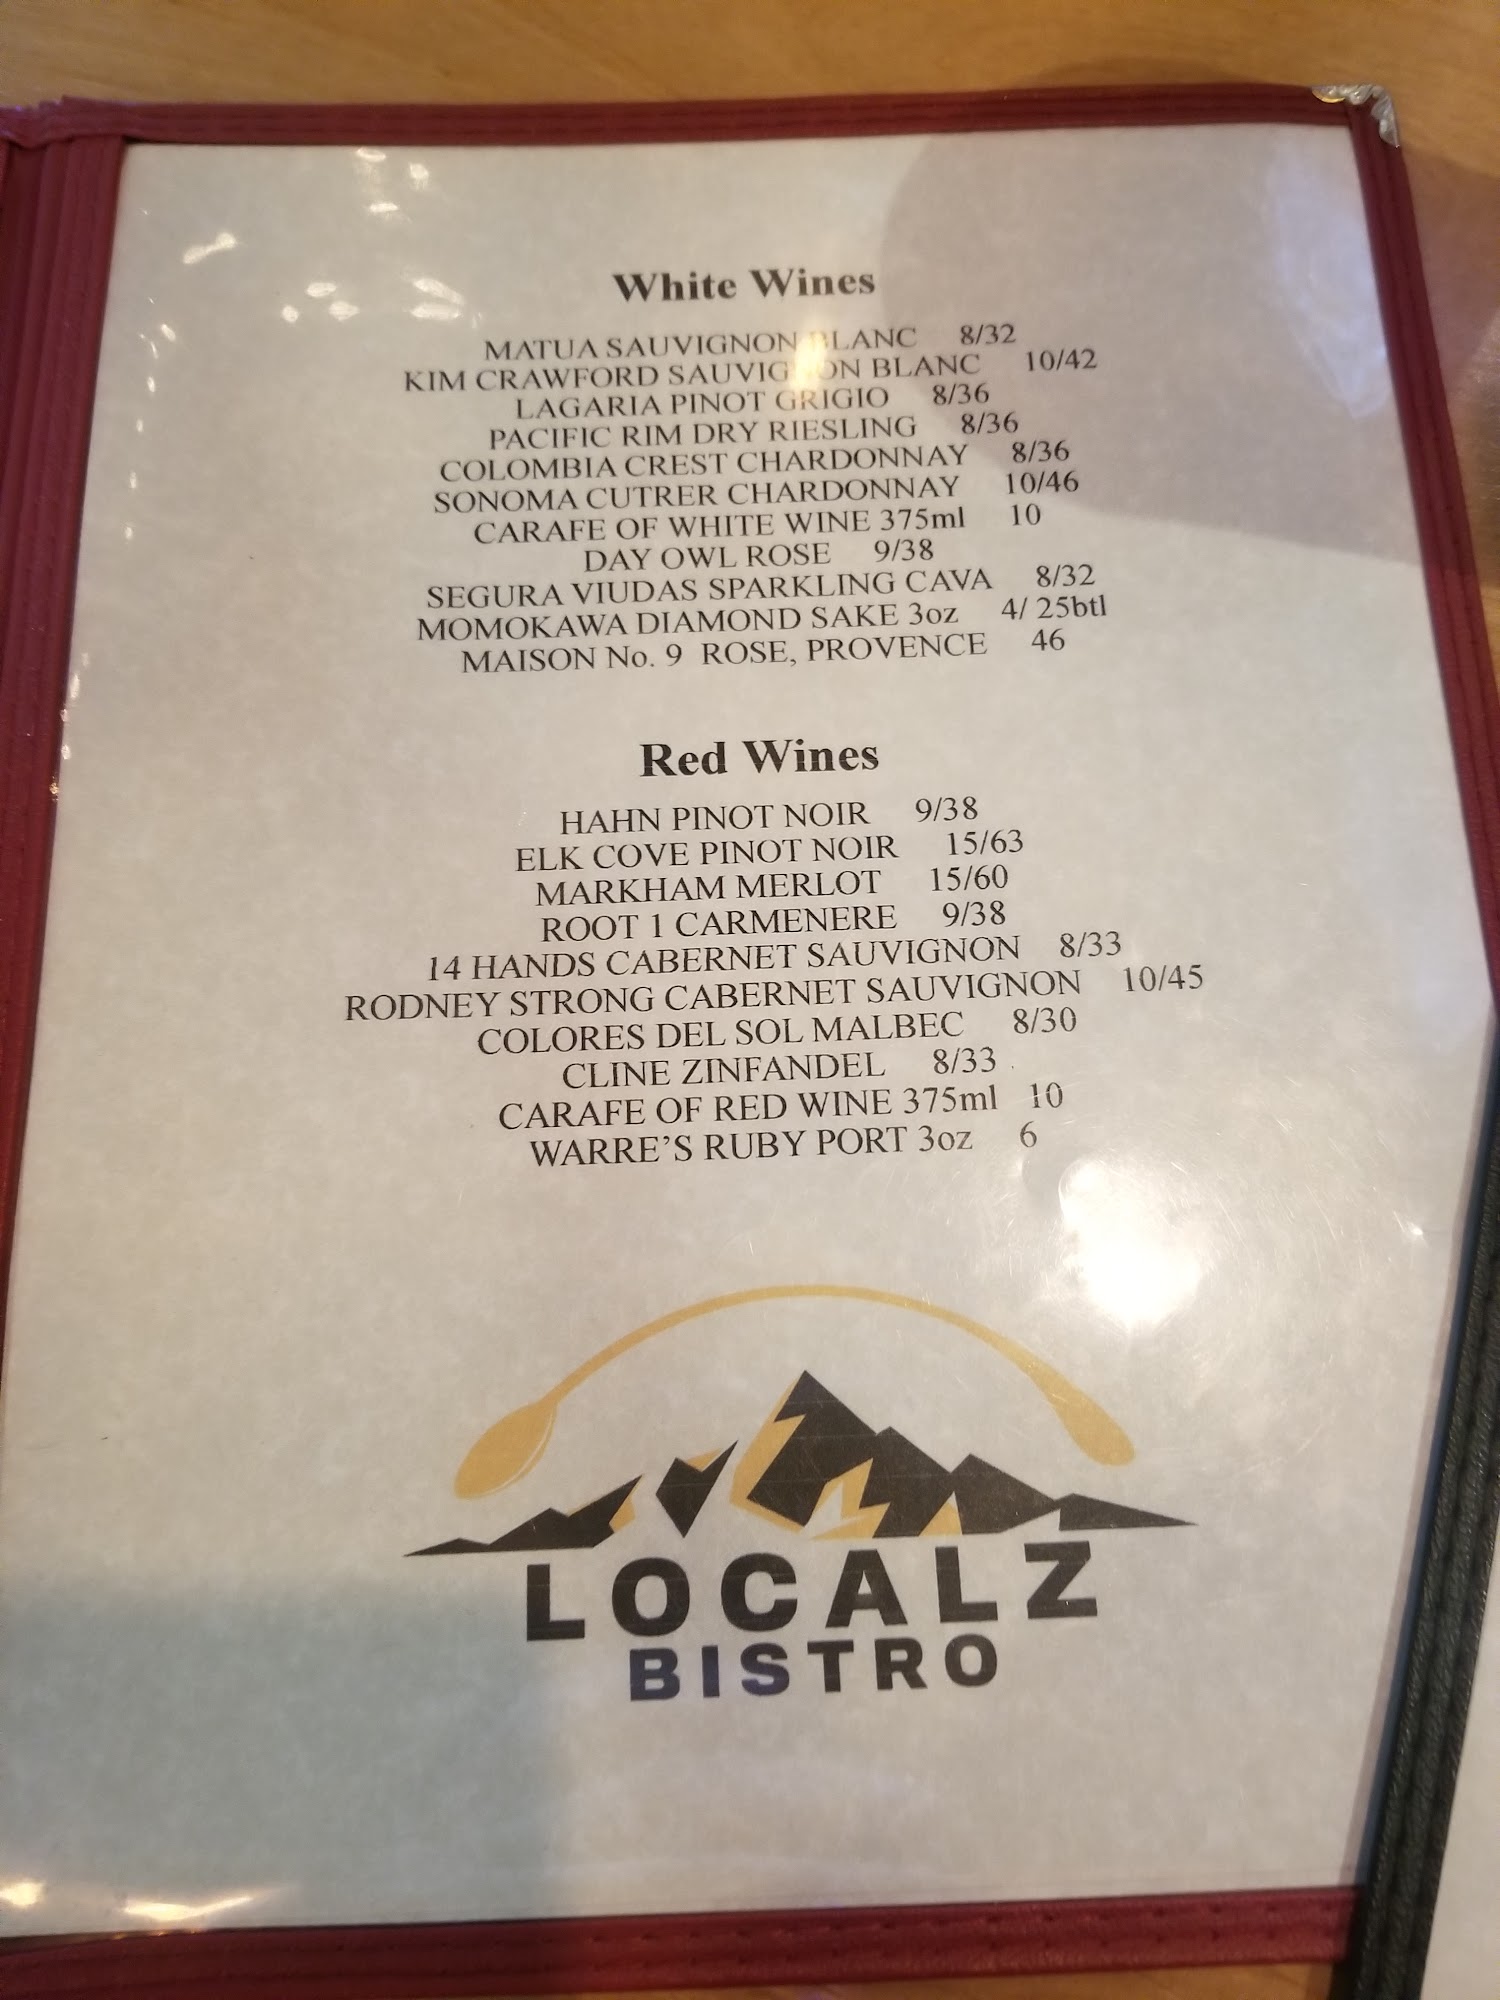 White Wines
MATUA SAUVIGNON BLANC 8/32
KIM CRAWFORD SAUVIGNON BLANC 10/42
LAGARIA PINOT GRIGIO 8/36
PACIFIC RIM DRY RIESLING 8/36
COLOMBIA CREST CHARDONNAY 8/36
SONOMA CUTRER CHARDONNAY 10/46
CARAFE OF WHITE WINE 375ml 10
DAY OWL ROSE 9/38
SEGURA VIUDAS SPARKLING CAVA 8/32
MOMOKAWA DIAMOND SAKE 3oz 4/ 25btl
MAISON No. 9 ROSE, PROVENCE 46
Red Wines
HAHN PINOT NOIR 9/38
ELK COVE PINOT NOIR 15/63
MARKHAM MERLOT 15/60
ROOT 1 CARMENERE 9/38
14 HANDS CABERNET SAUVIGNON 8/33
RODNEY STRONG CABERNET SAUVIGNON 10/45
COLORES DEL SOL MALBEC 8/30
CLINE ZINFANDEL 8/33
CARAFE OF RED WINE 375ml 10
WARRE'S RUBY PORT 3oz 6
LOCALZ
BISTRO